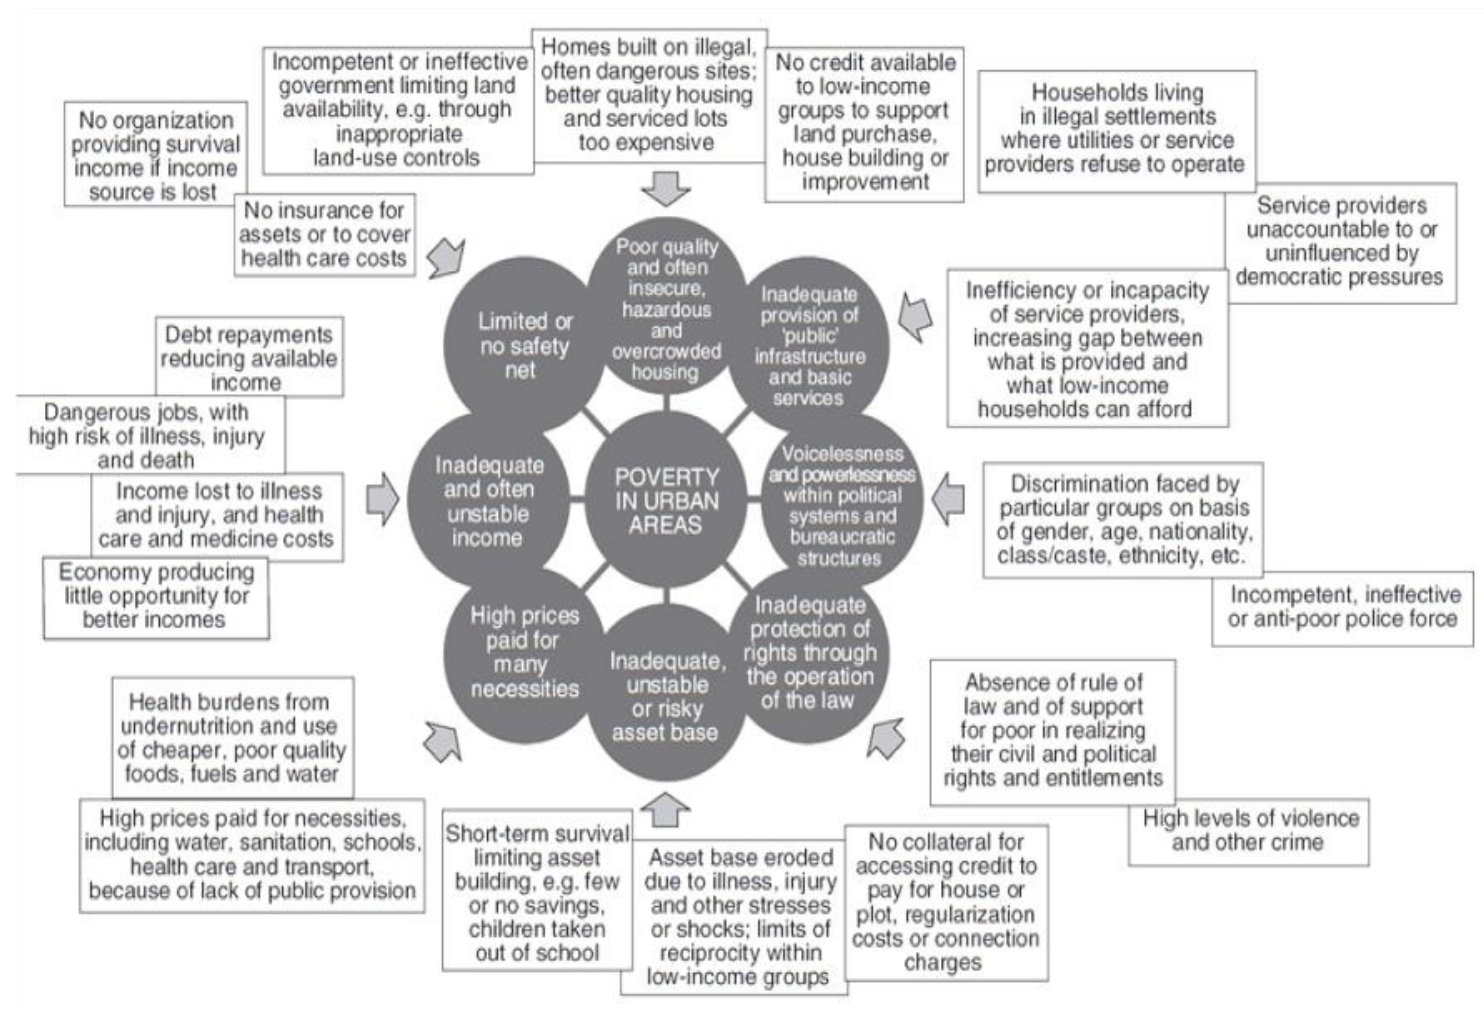 No organization
providing survival
income if income
source is lost
No insurance for
assets or to cover
health care costs
Incompetent or ineffective
government limiting land
availability, e.g. through
inappropriate
land-use controls
Homes built on illegal,
often dangerous sites;
better quality housing
and serviced lots
too expensive
No credit available
to low-income
groups to support
land purchase,
house building or
improvement
Households living
in illegal settlements
where utilities or service
providers refuse to operate
Service providers
unaccountable to or
uninfluenced by
democratic pressures
Inefficiency or incapacity
of service providers,
increasing gap between
what is provided and
what low-income
households can afford
Limited or
no safety
net
Poor quality
and often
insecure,
hazardous
and
overcrowded
housing
Inadequate
provision of
'public'
infrastructure
and basic
services
Debt repayments
reducing available
income
Dangerous jobs, with
high risk of illness, injury
and death
Income lost to illness
and injury, and health
care and medicine costs
Economy producing
little opportunity for
better incomes
Inadequate
and often
unstable
income
POVERTY
IN URBAN
AREAS
Voicelessness
and powerlessness
within political
systems and
bureaucratic
structures
Discrimination faced by
particular groups on basis
of gender, age, nationality,
class/caste, ethnicity, etc.
Incompetent, ineffective
or anti-poor police force
High prices
paid for
many
necessities
Inadequate,
unstable
or risky
asset base
Inadequate
protection of
rights through
the operation
of the law
Absence of rule of
law and of support
for poor in realizing
their civil and political
rights and entitlements
High levels of violence
and other crime
Health burdens from
undernutrition and use
of cheaper, poor quality
foods, fuels and water
High prices paid for necessities,
including water, sanitation, schools,
health care and transport,
because of lack of public provision
Short-term survival
limiting asset
building, e.g. few
or no savings,
children taken
out of school
Asset base eroded
due to illness, injury
and other stresses
or shocks; limits of
reciprocity within
low-income groups
No collateral for
accessing credit to
pay for house or
plot, regularization
costs or connection
charges